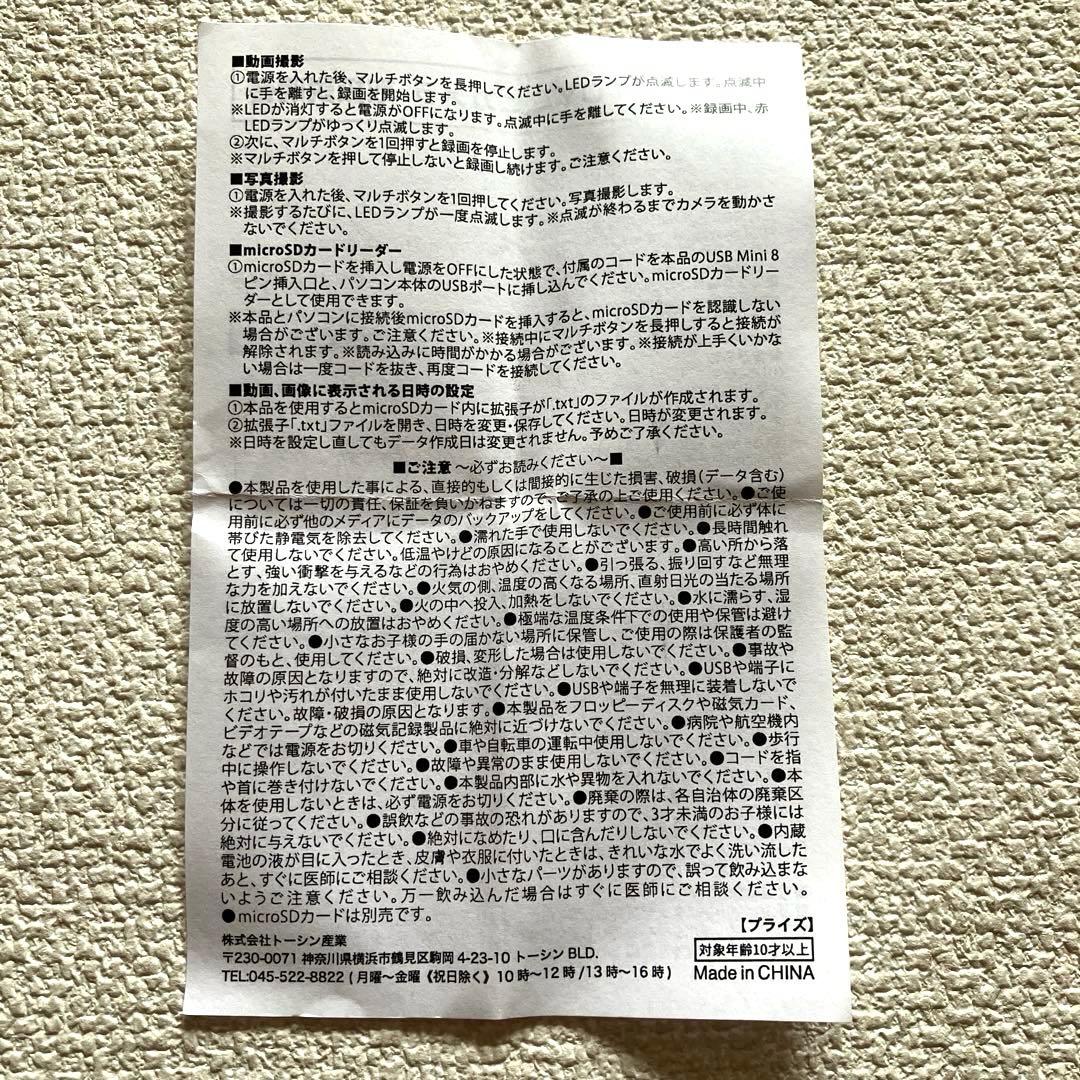 ■動画撮影
①電源を入れた後、マルチボタンを長押してください。LEDランプが点滅します。点滅中
に手を離すと、録画を開始します。
※LEDが消灯すると電源がOFFになります。点滅中に手を離してください。※録画中、赤
LEDランプがゆっくり点滅します。
②次に、マルチボタンを1回押すと録画を停止します。
※マルチボタンを押して停止しないと録画し続けます。ご注意ください。
■写真撮影
①電源を入れた後、マルチボタンを1回押してください。写真撮影します。
※撮影するたびに、LEDランプが一度点滅します。※点滅が終わるまでカメラを動かさ
ないでください。
■microSDカードリーダー
①microSDカードを挿入し電源をOFFにした状態で、付属のコードを本品のUSB Mini 8
ピン挿入口と、パソコン本体のUSBポートに挿し込んでください。microSDカードリー
ダーとして使用できます。
※本品とパソコンに接続後microSDカードを挿入すると、microSDカードを認識しない
場合がございます。ご注意ください。※接続中にマルチボタンを長押しすると接続が
解除されます。※読み込みに時間がかかる場合がございます。※接続が上手くいかな
い場合は一度コードを抜き、再度コードを接続してください。
■動画、画像に表示される日時の設定
①本品を使用するとmicroSDカード内に拡張子が「.txt」のファイルが作成されます。
②拡張子「.txt」ファイルを開き、日時を変更・保存してください。日時が変更されます。
※日時を設定し直してもデータ作成日は変更されません。予めご了承ください。
■ご注意 ～必ずお読みください～■
●本製品を使用した事による、直接的もしくは間接的に生じた損害、破損(データ含む)
については一切の責任、保証を負いかねますので、ご了承の上ご使用ください。●ご使
用前に必ず他のメディアにデータのバックアップをしてください。●ご使用前に必ず体に
帯びた静電気を除去してください。●濡れた手で使用しないでください。●長時間触れ
て使用しないでください。低温やけどの原因になることがございます。●高い所から落
とす、強い衝撃を与えるなどの行為はおやめください。●引っ張る、振り回すなど無理
な力を加えないでください。●火気の側、温度の高くなる場所、直射日光の当たる場所
に放置しないでください。●火の中へ投入、加熱をしないでください。●水に濡らす、湿
度の高い場所への放置はおやめください。●極端な温度条件下での使用や保管は避け
てください。●小さなお子様の手の届かない場所に保管し、ご使用の際は保護者の監
督のもと、使用してください。●破損、変形した場合は使用しないでください。●事故や
故障の原因となりますので、絶対に改造・分解などしないでください。●USBや端子に
ホコリや汚れが付いたまま使用しないでください。●USBや端子を無理に装着しないで
ください。故障・破損の原因となります。●本製品をフロッピーディスクや磁気カード、
ビデオテープなどの磁気記録製品に絶対に近づけないでください。●病院や航空機内
などでは電源をお切りください。●車や自転車の運転中使用しないでください。●歩行
中に操作しないでください。●故障や異常のまま使用しないでください。●コードを指
や首に巻き付けないでください。●本製品内部に水や異物を入れないでください。●本
体を使用しないときは、必ず電源をお切りください。●廃棄の際は、各自治体の廃棄区
分に従ってください。●誤飲などの事故の恐れがありますので、3才未満のお子様には
絶対に与えないでください。●絶対になめたり、口に含んだりしないでください。●内蔵
電池の液が目に入ったとき、皮膚や衣服に付いたときは、きれいな水でよく洗い流した
あと、すぐに医師にご相談ください。●小さなパーツがありますので、誤って飲み込まな
いようご注意ください。万一飲み込んだ場合はすぐに医師にご相談ください。
●microSDカードは別売です。
【プライズ】
株式会社トーシン産業
対象年齢10才以上
〒230-0071 神奈川県横浜市鶴見区駒岡 4-23-10 トーシン BLD.
Made in CHINA
TEL:045-522-8822 ( 月曜～金曜《祝日除く》10時～12時/13時～16時 )